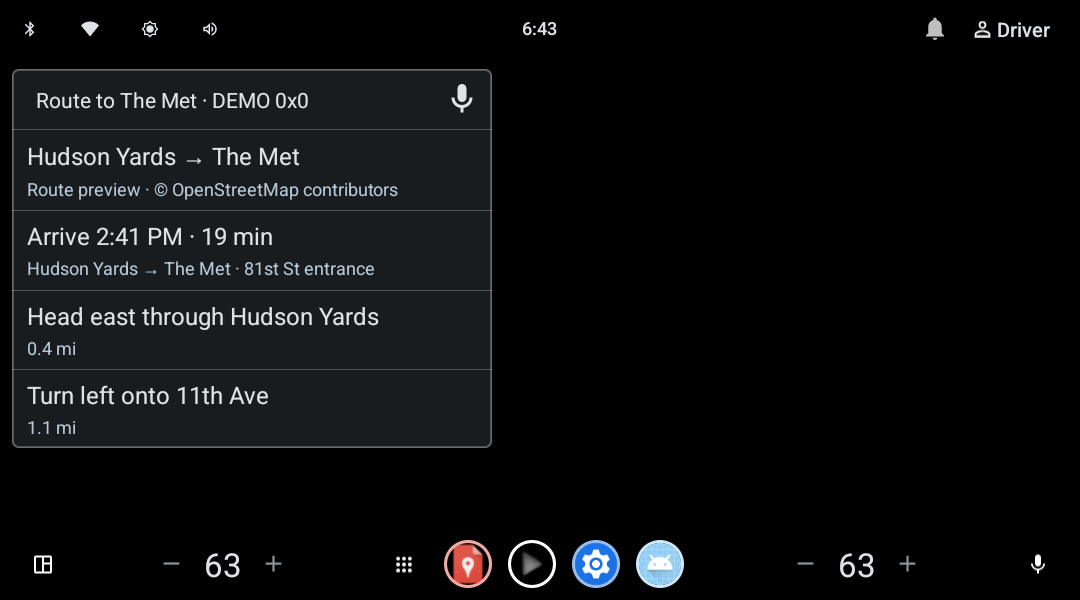 6:43
Driver
Route to The Met · DEMO 0x0
Hudson Yards → The Met
Route preview · © OpenStreetMap contributors
Arrive 2:41 PM · 19 min
Hudson Yards → The Met · 81st St entrance
Head east through Hudson Yards
0.4 mi
Turn left onto 11th Ave
1.1 mi
— 63 +
— 63 +